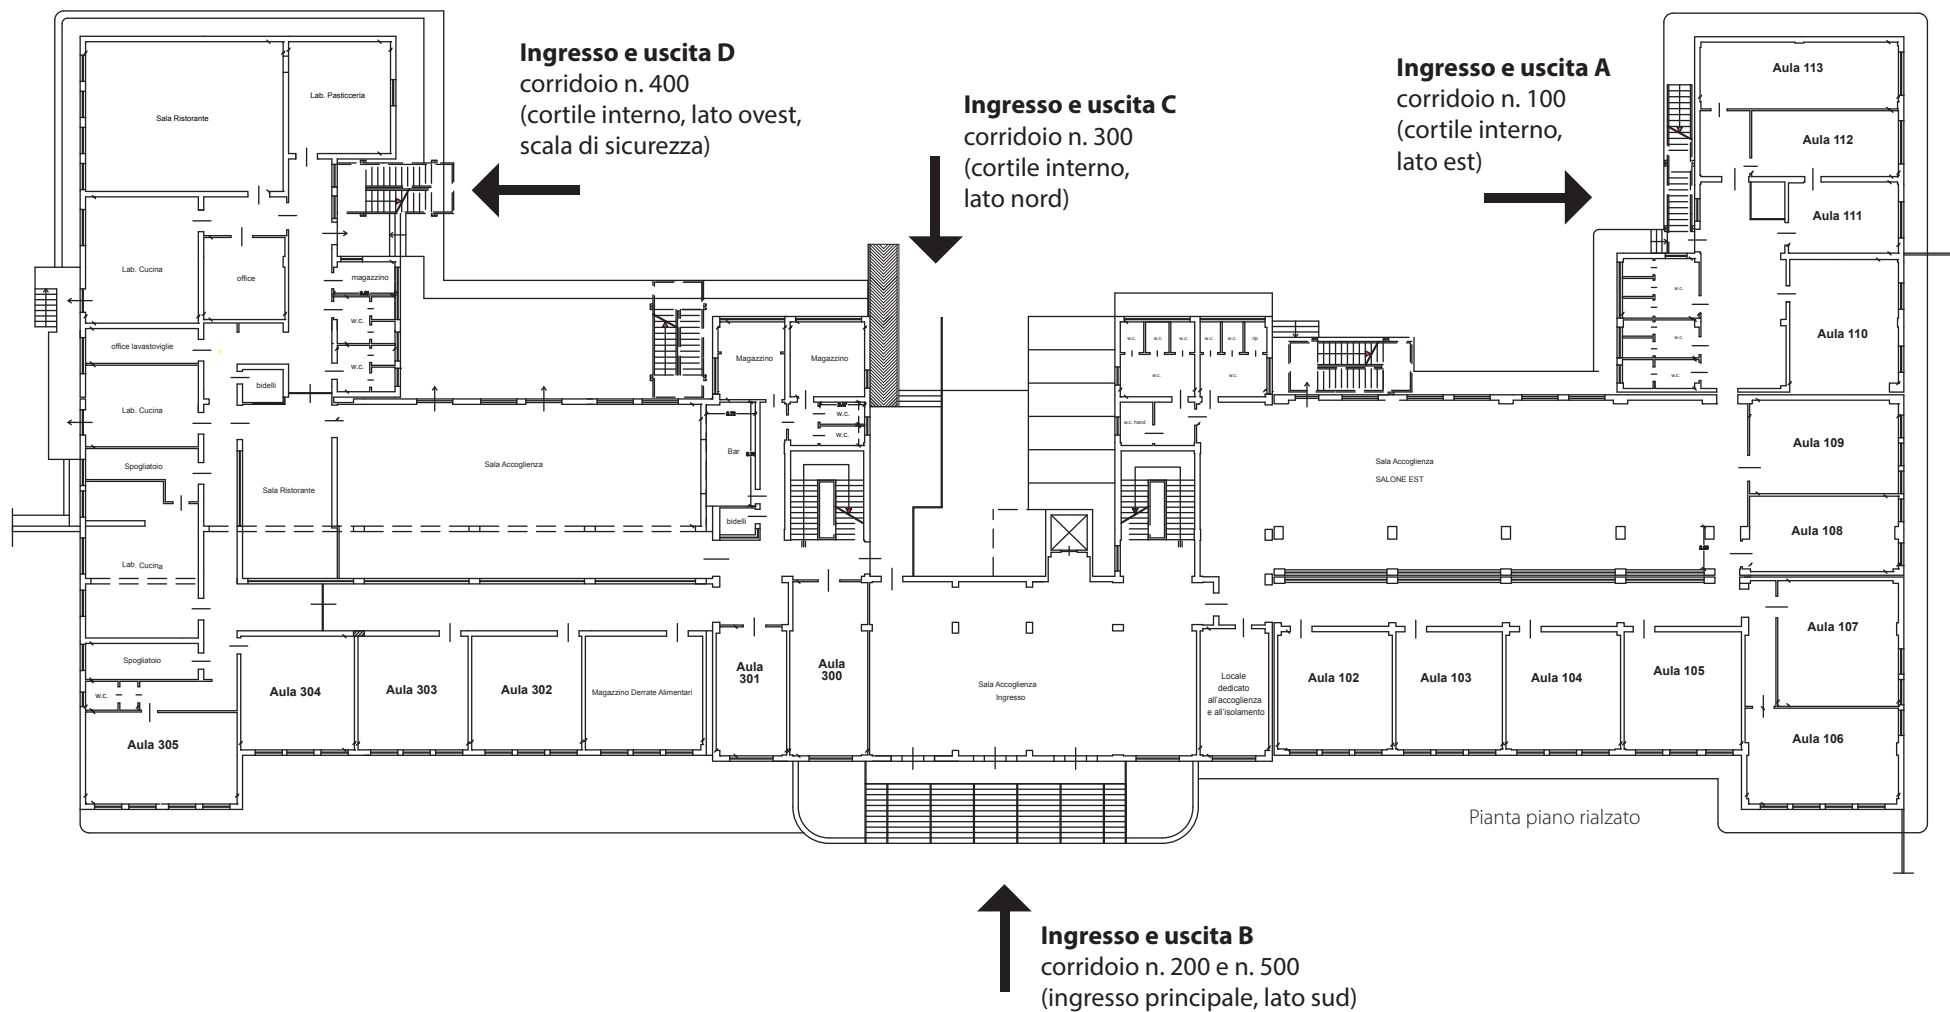 Ingresso e uscita D
corridoio n. 400
(cortile interno, lato ovest,
scala di sicurezza)
Ingresso e uscita C
corridoio n. 300
(cortile interno,
lato nord)
Ingresso e uscita A
corridoio n. 100
(cortile interno,
lato est)
Sala Ristorante
Lab. Pasticceria
Lab. Cucina
office
magazzino
w.c.
w.c.
office lavastoviglie
bidelli
Lab. Cucina
Spogliatoio
Sala Ristorante
Sala Accoglienza
Lab. Cucina
Spogliatoio
w.c.
Aula 305
Aula 304
Aula 303
Aula 302
Magazzino Derrate Alimentari
Magazzino
Magazzino
w.c.
w.c.
Bar
bidelli
Aula
301
Aula
300
Sala Accoglienza
Ingresso
w.c.
w.c.
w.c.
w.c.
w.c.
rip
w.c.
w.c.
w.c. hand
Locale
dedicato
all'accoglienza
e all'isolamento
Sala Accoglienza
SALONE EST
Aula 102
Aula 103
Aula 104
Aula 105
w.c.
w.c.
w.c.
Aula 113
Aula 112
Aula 111
Aula 110
Aula 109
Aula 108
Aula 107
Aula 106
Pianta piano rialzato
Ingresso e uscita B
corridoio n. 200 e n. 500
(ingresso principale, lato sud)